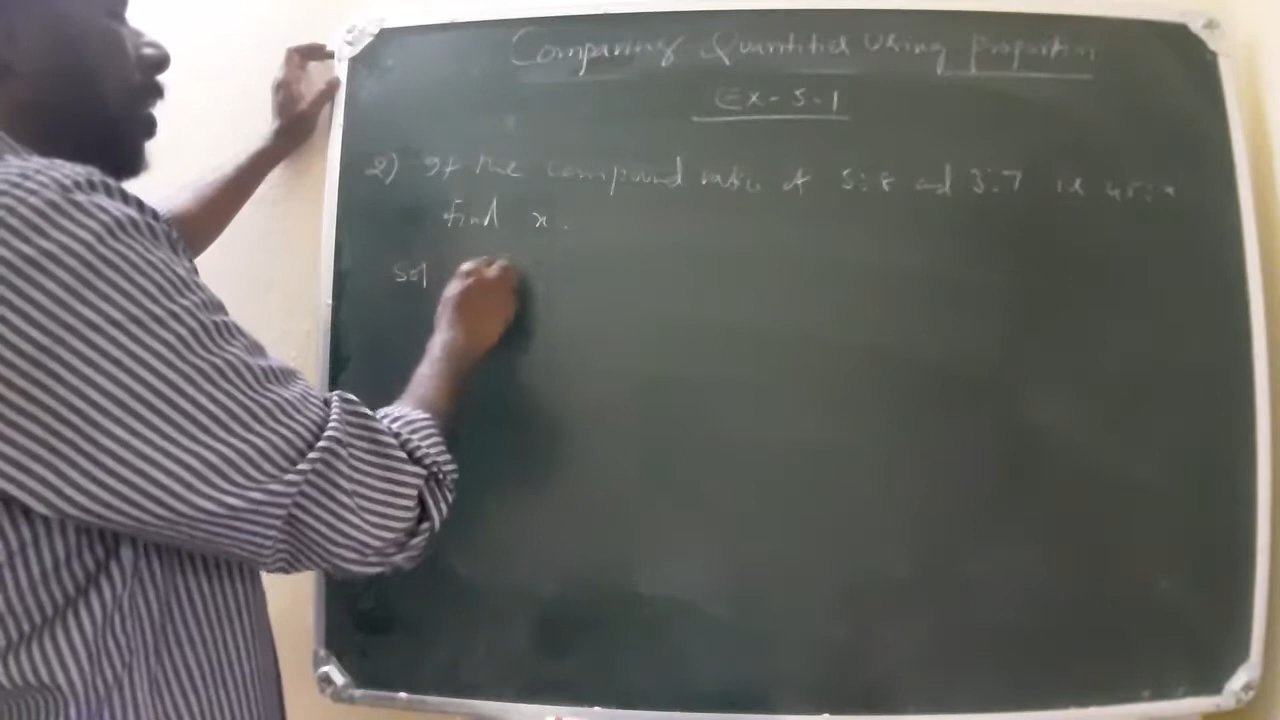 Comparing Quantities Using proportion
Ex - 5.1
2) If the compound ratio of 5:8 and 3:7 is 45:x
find x.
Sol